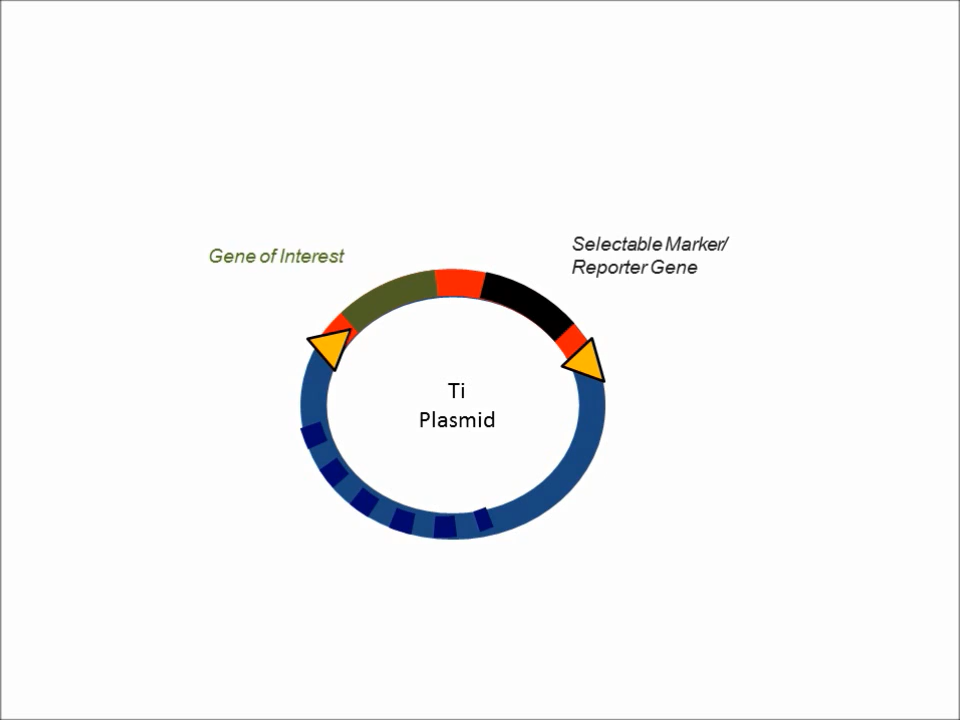 Gene of Interest
Selectable Marker/
Reporter Gene
Ti
Plasmid